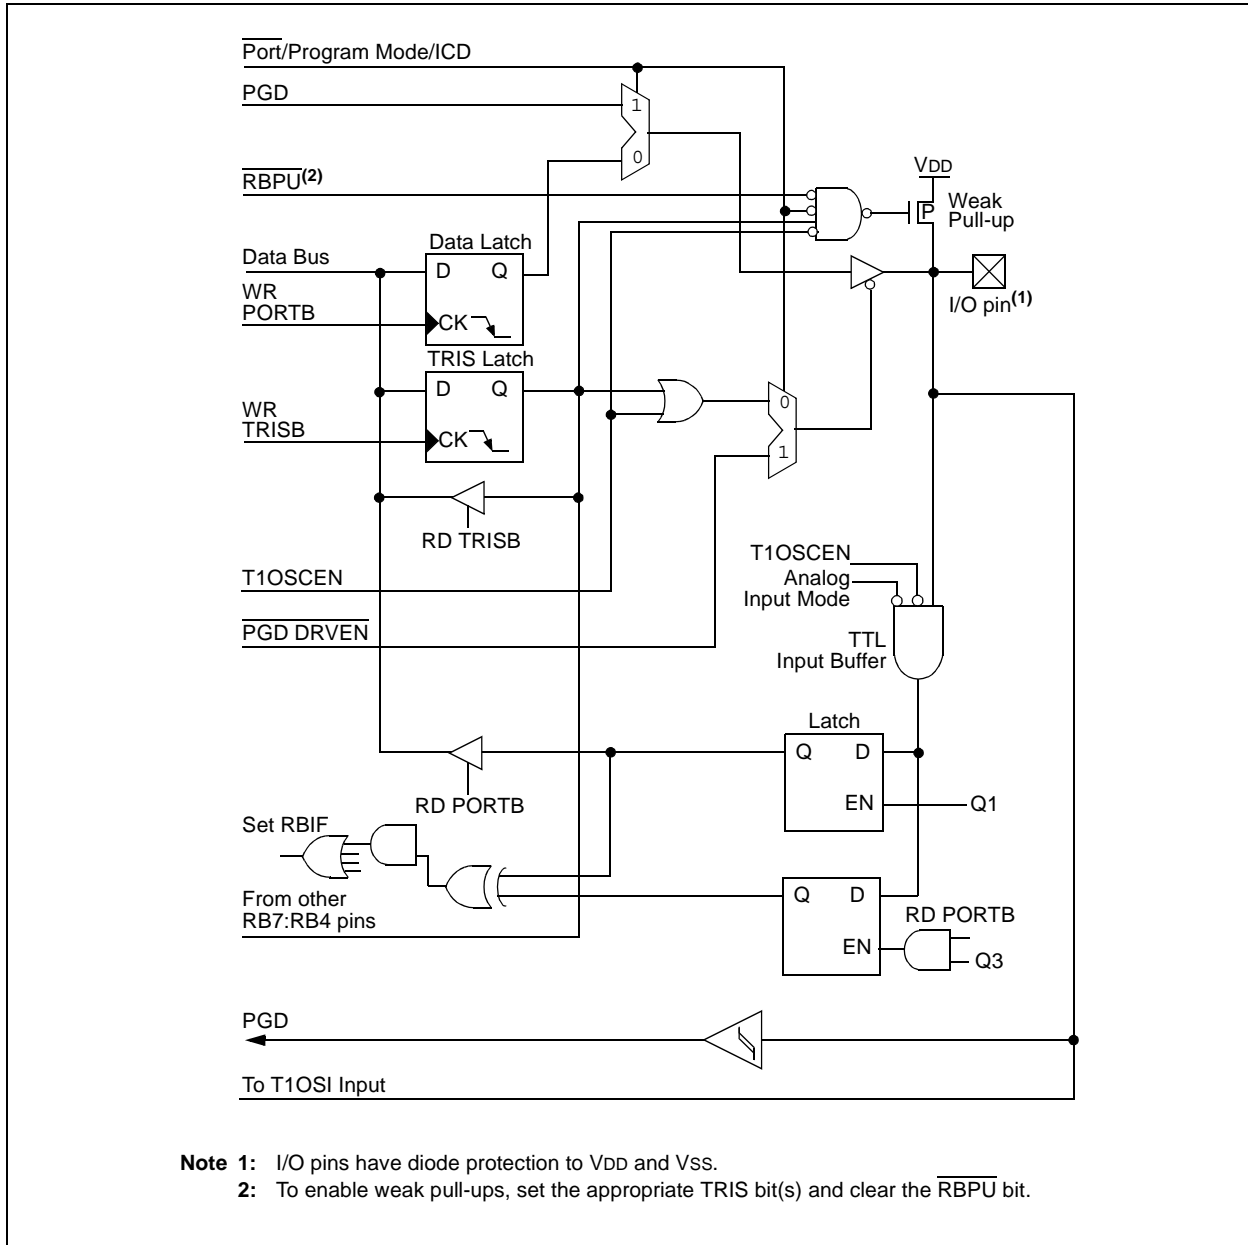 Port/Program Mode/ICD
PGD
1
0
RBPU(2)
VDD
P
Weak
Pull-up
Data Latch
Data Bus
D Q
WR
PORTB
CK
I/O pin(1)
TRIS Latch
D Q
WR
TRISB
CK
0
1
RD TRISB
T1OSCEN
PGD DRVEN
T1OSCEN
Analog
Input Mode
TTL
Input Buffer
Latch
Q D
EN
Q1
RD PORTB
Set RBIF
From other
RB7:RB4 pins
Q D
EN
RD PORTB
Q3
PGD
To T1OSI Input
Note 1: I/O pins have diode protection to VDD and VSS.
2: To enable weak pull-ups, set the appropriate TRIS bit(s) and clear the RBPU bit.